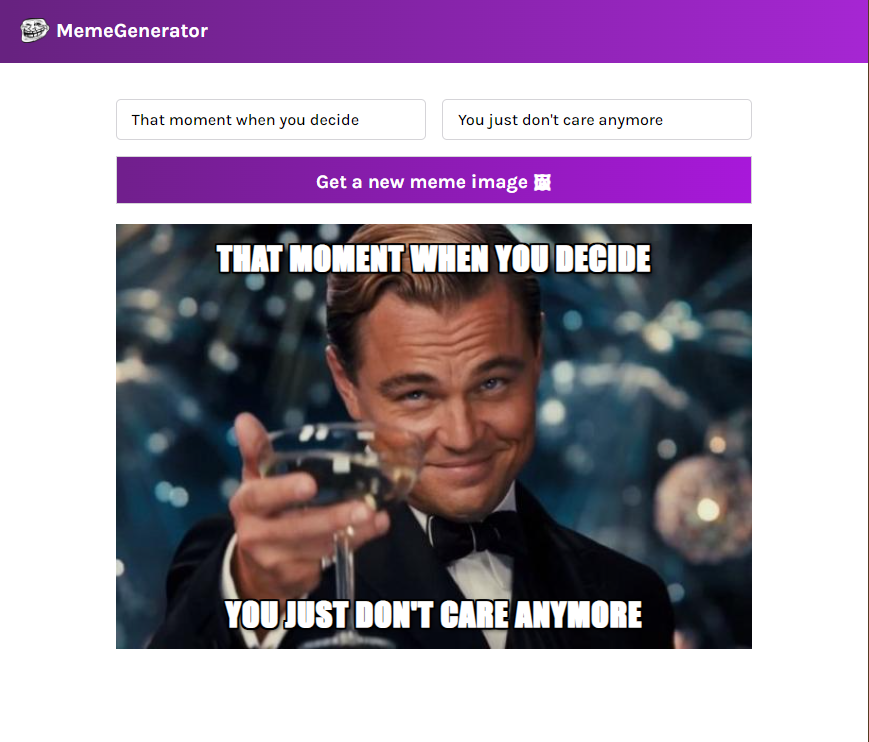 MemeGenerator
That moment when you decide
You just don't care anymore
Get a new meme image 🖼
THAT MOMENT WHEN YOU DECIDE
YOU JUST DON'T CARE ANYMORE